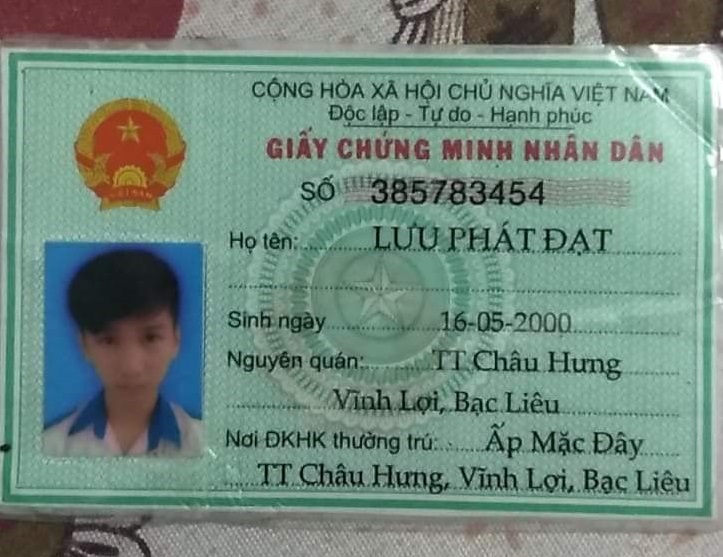 CỘNG HÒA XÃ HỘI CHỦ NGHĨA VIỆT NAM
Độc lập - Tự do - Hạnh phúc
GIẤY CHỨNG MINH NHÂN DÂN
SỐ 385783454
Họ tên: LƯU PHÁT ĐẠT
Sinh ngày 16-05-2000
Nguyên quán: TT Châu Hưng
Vĩnh Lợi, Bạc Liêu
Nơi ĐKHK thường trú: Ấp Mặc Đây
TT Châu Hưng, Vĩnh Lợi, Bạc Liêu